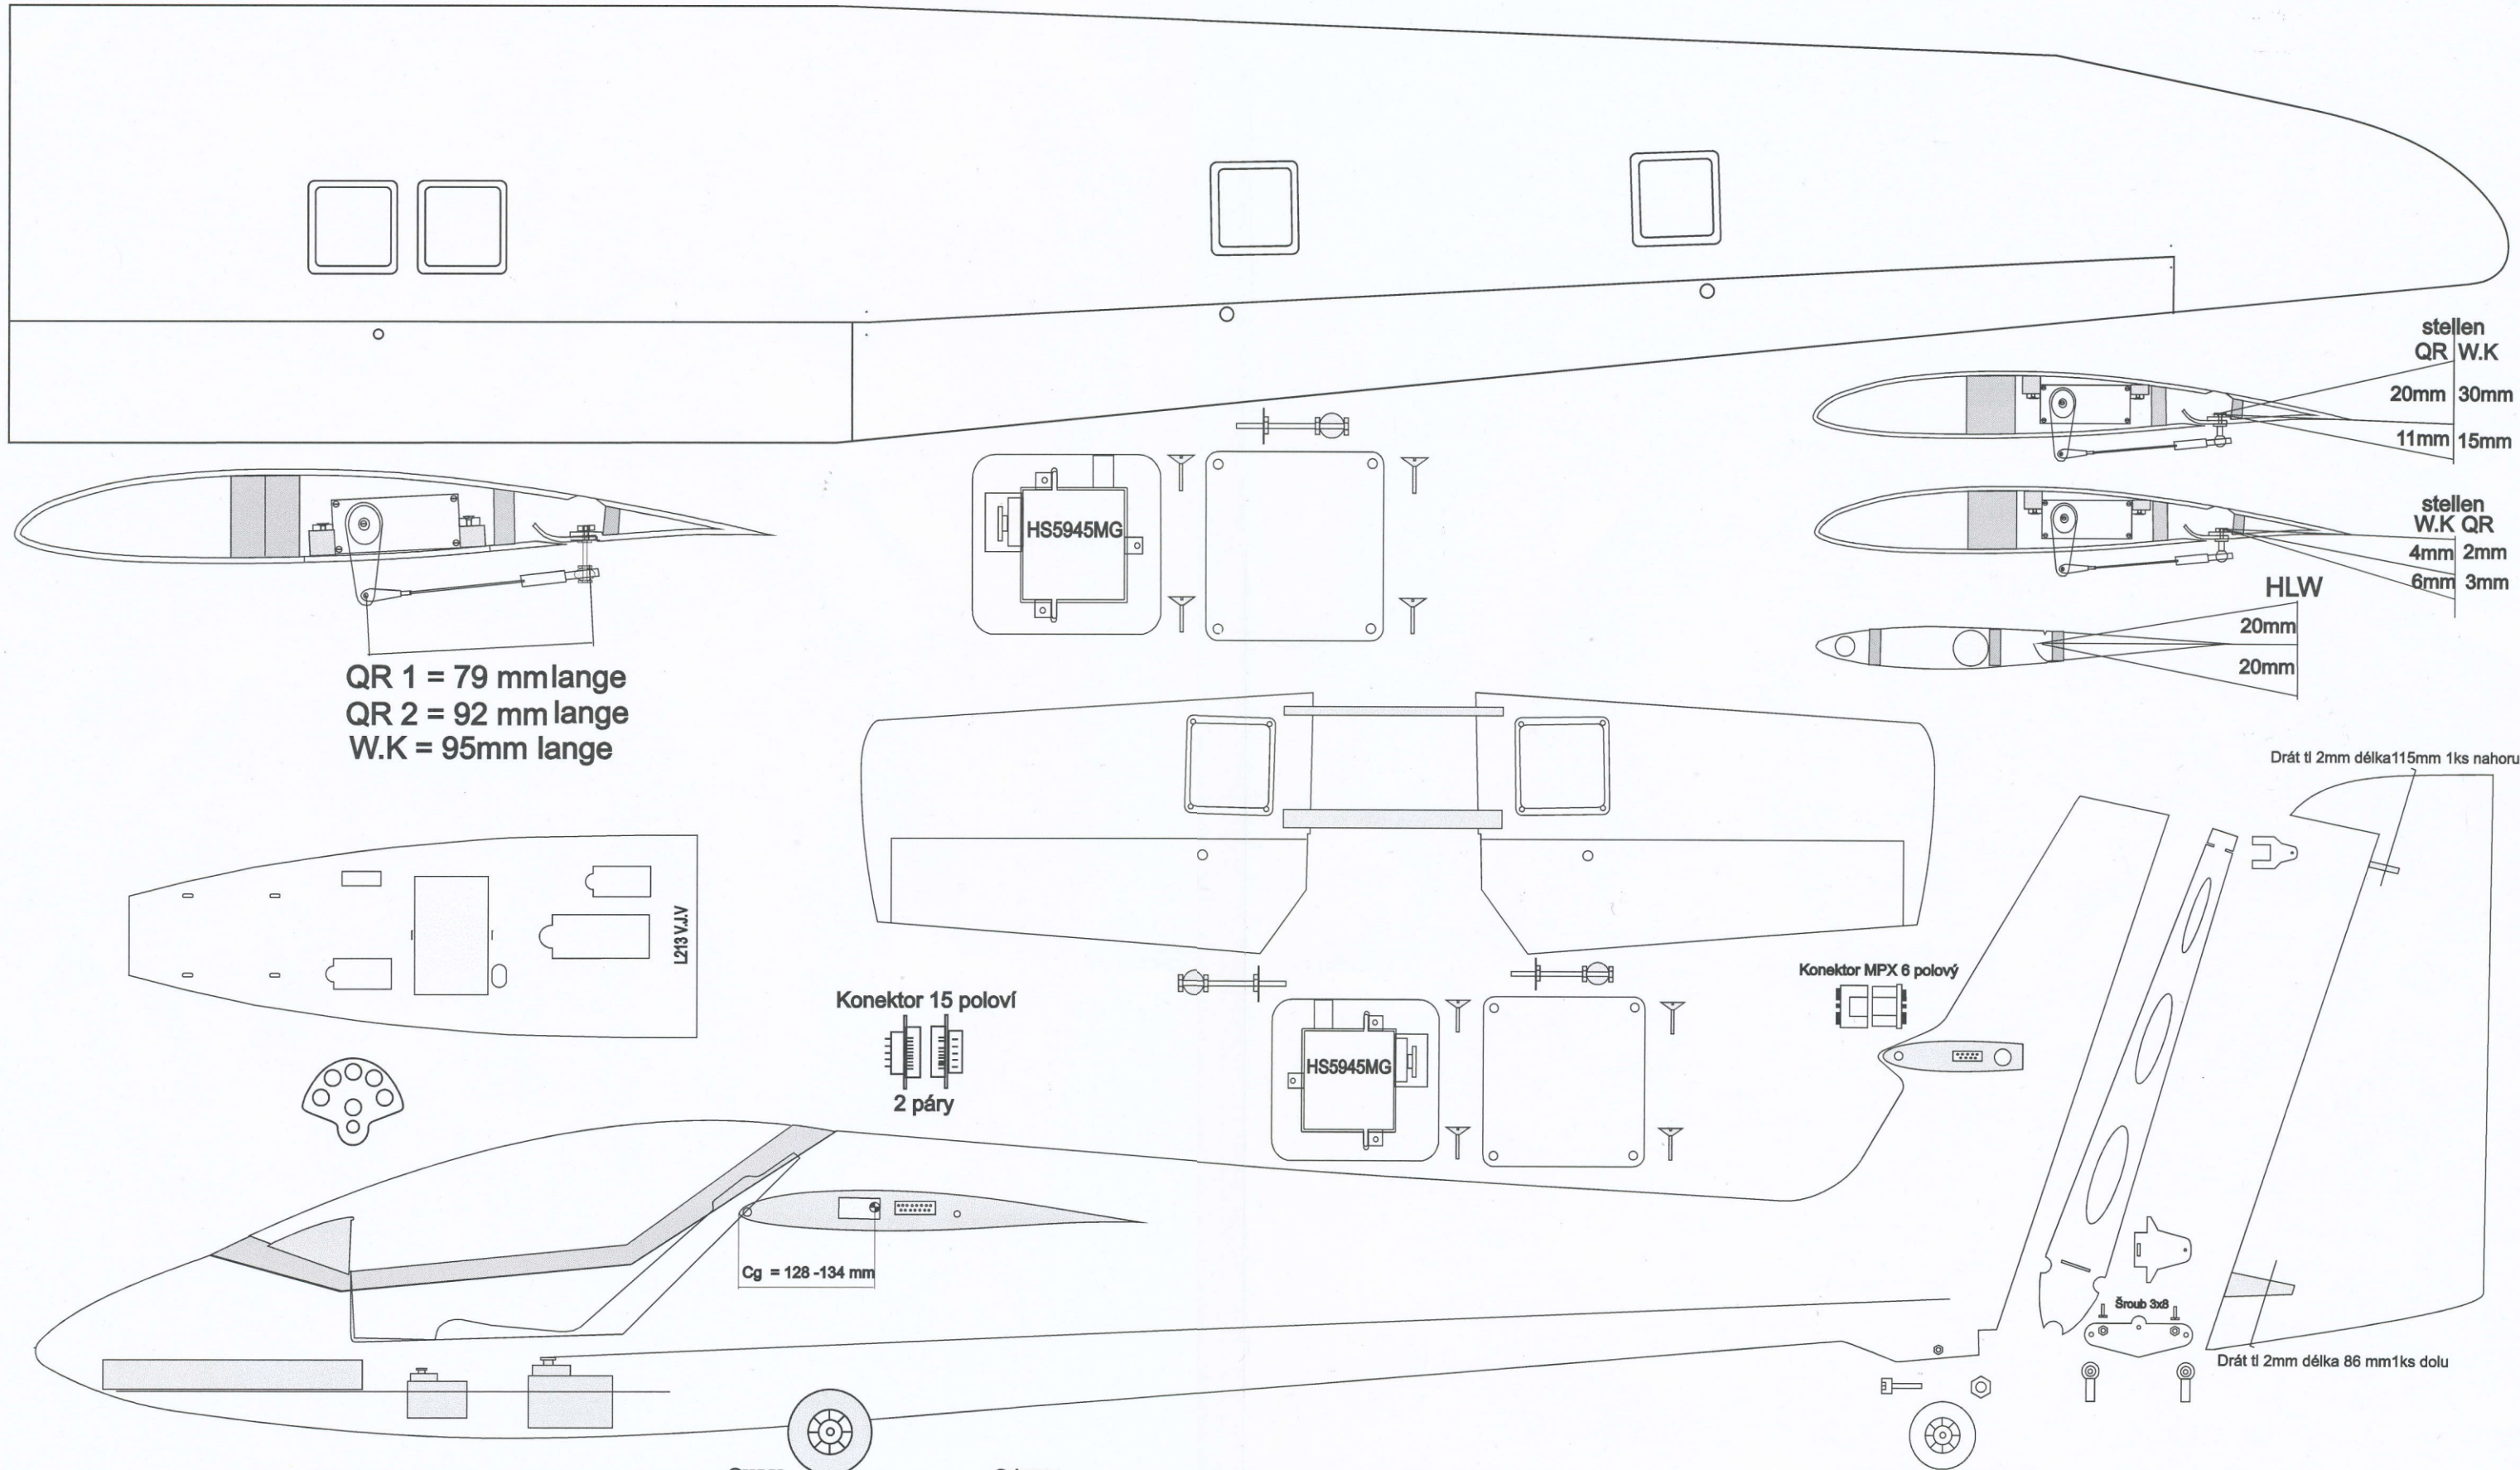 stellen
QR W.K
20mm 30mm
11mm 15mm
HS5945MG
stellen
W.K QR
4mm 2mm
6mm 3mm
HLW
20mm
20mm
QR 1 = 79 mm lange
QR 2 = 92 mm lange
W.K = 95mm lange
Drát tl 2mm délka115mm 1ks nahoru
L213 V.J.V
Konektor 15 poloví
2 páry
Konektor MPX 6 polový
HS5945MG
Cg = 128 -134 mm
Šroub 3x8
Drát tl 2mm délka 86 mm1ks dolu